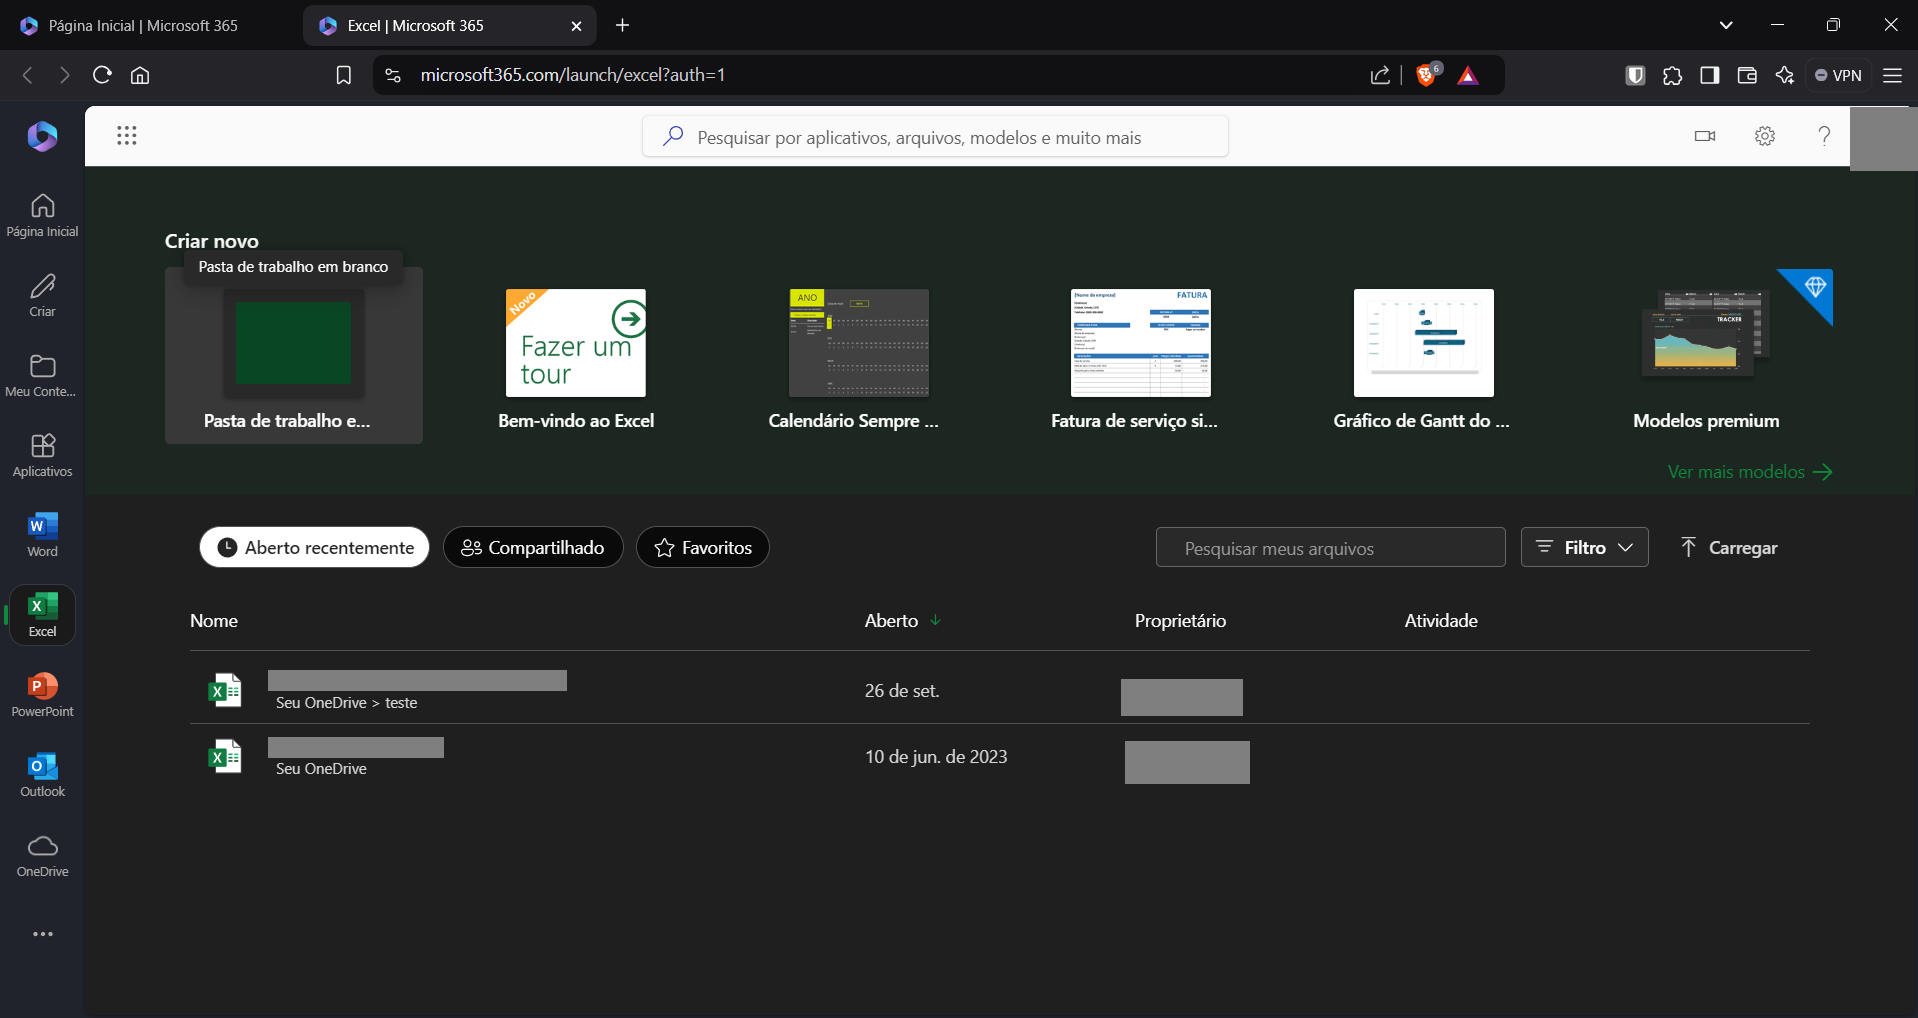 Página Inicial | Microsoft 365
Excel | Microsoft 365
microsoft365.com/launch/excel?auth=1
6
VPN
Pesquisar por aplicativos, arquivos, modelos e muito mais
Página Inicial
Criar
Meu Conte...
Aplicativos
Word
Excel
PowerPoint
Outlook
OneDrive
Criar novo
Pasta de trabalho em branco
Pasta de trabalho e...
Novo
Fazer um
tour
Bem-vindo ao Excel
ANO
Calendário Sempre ...
[Nome da empresa]
FATURA
Fatura de serviço si...
Gráfico de Gantt do ...
TRACKER
Modelos premium
Ver mais modelos
Aberto recentemente
Compartilhado
Favoritos
Pesquisar meus arquivos
Filtro
Carregar
Nome
Aberto
Proprietário
Atividade
Seu OneDrive > teste
26 de set.
Seu OneDrive
10 de jun. de 2023